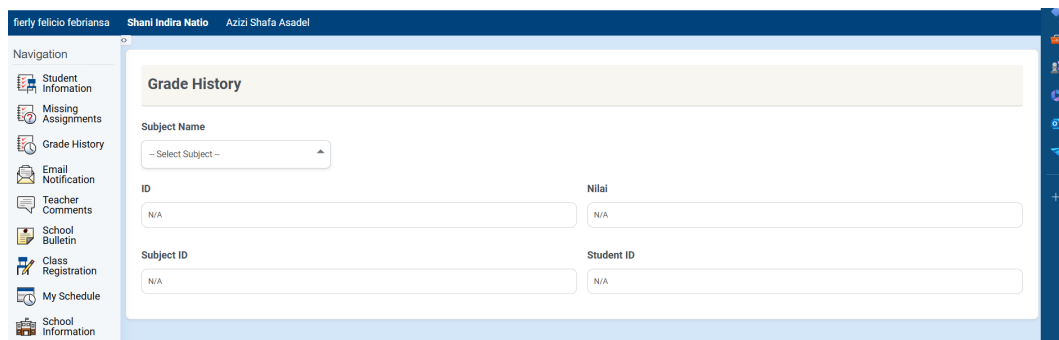 fierly felicio febriansa Shani Indira Natio Azizi Shafa Asadel
Navigation
Student
Infomation
Missing
Assignments
Grade History
Email
Notification
Teacher
Comments
School
Bulletin
Class
Registration
My Schedule
School
Information
Grade History
Subject Name
-- Select Subject --
ID
Nilai
N/A
N/A
Subject ID
Student ID
N/A
N/A